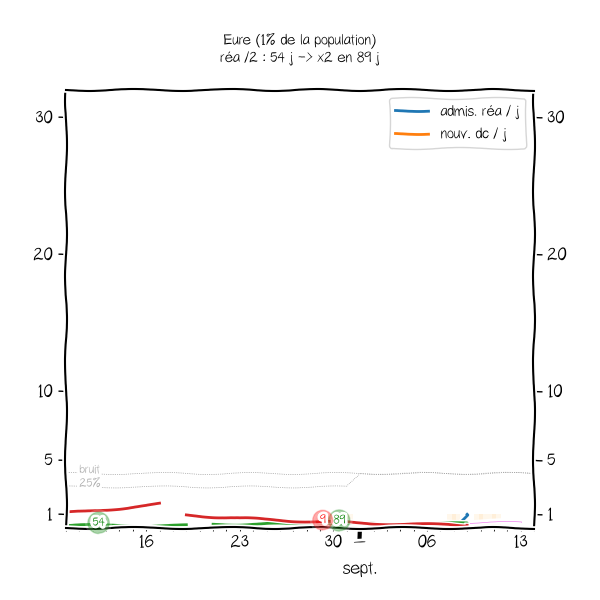 Eure (1% de la population)
réa /2 : 54 j -> x2 en 89 j
admis. réa / j
nouv. dc / j
30 30
20 20
10 10
5 5
bruit
25%
1 1
54 9 89
16 23 30 1 06 13
sept.